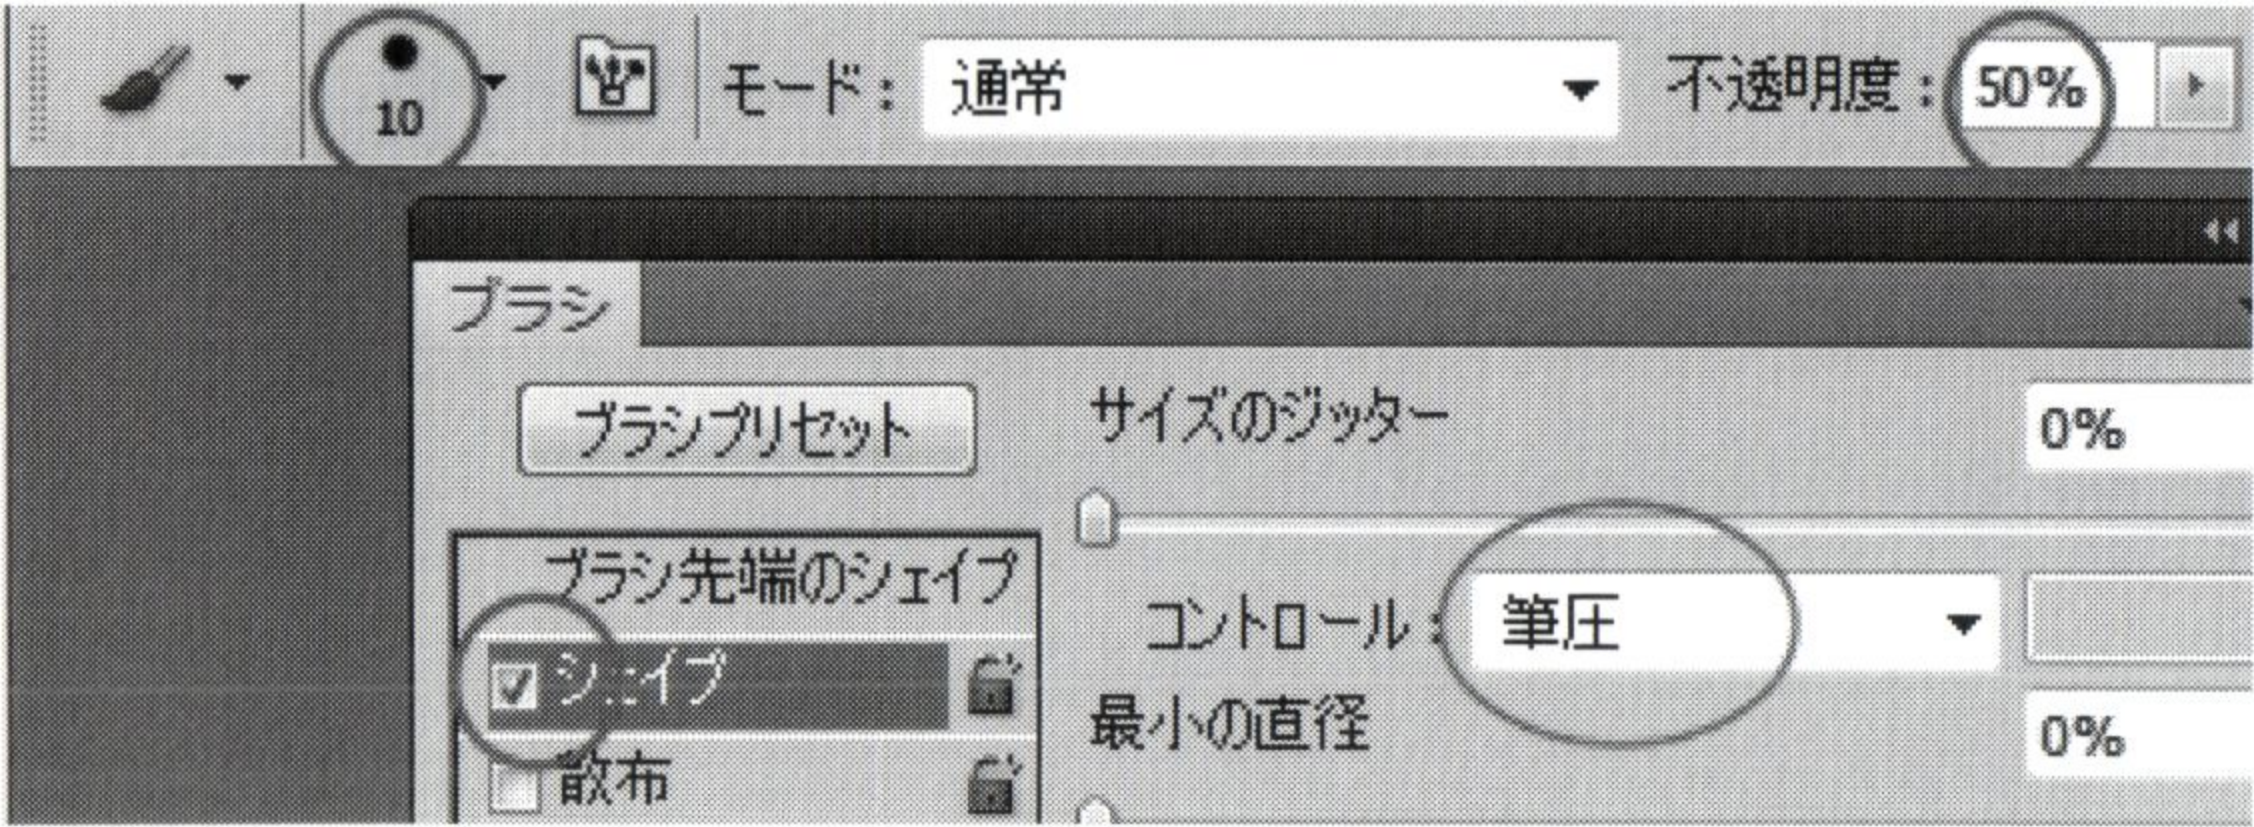 10 モード： 通常 不透明度： 50%
ブラシ
ブラシプリセット サイズのジッター 0%
ブラシ先端のシェイプ
コントロール： 筆圧
シェイプ
最小の直径 0%
散布